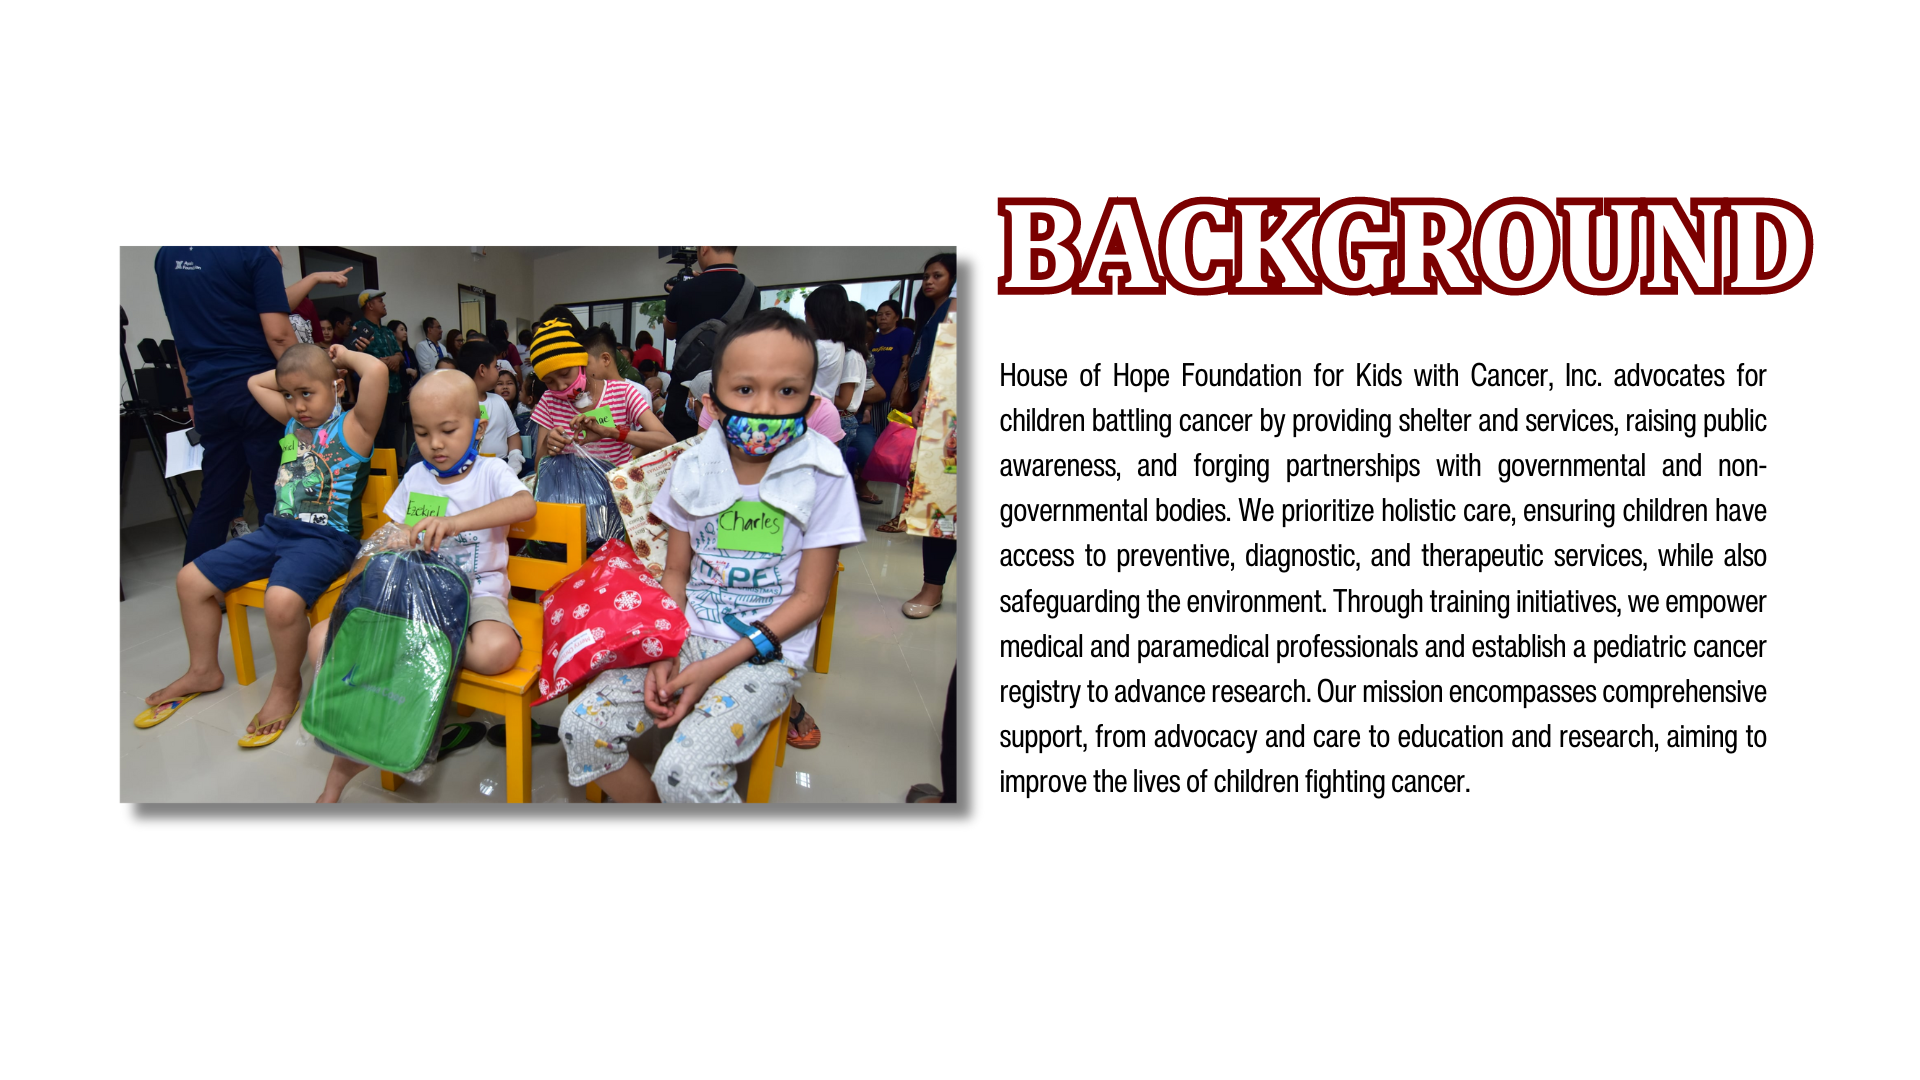 BACKGROUND
House of Hope Foundation for Kids with Cancer, Inc. advocates for
children battling cancer by providing shelter and services, raising public
awareness, and forging partnerships with governmental and non-
governmental bodies. We prioritize holistic care, ensuring children have
access to preventive, diagnostic, and therapeutic services, while also
safeguarding the environment. Through training initiatives, we empower
medical and paramedical professionals and establish a pediatric cancer
registry to advance research. Our mission encompasses comprehensive
support, from advocacy and care to education and research, aiming to
improve the lives of children fighting cancer.
Ezekiel
Charles